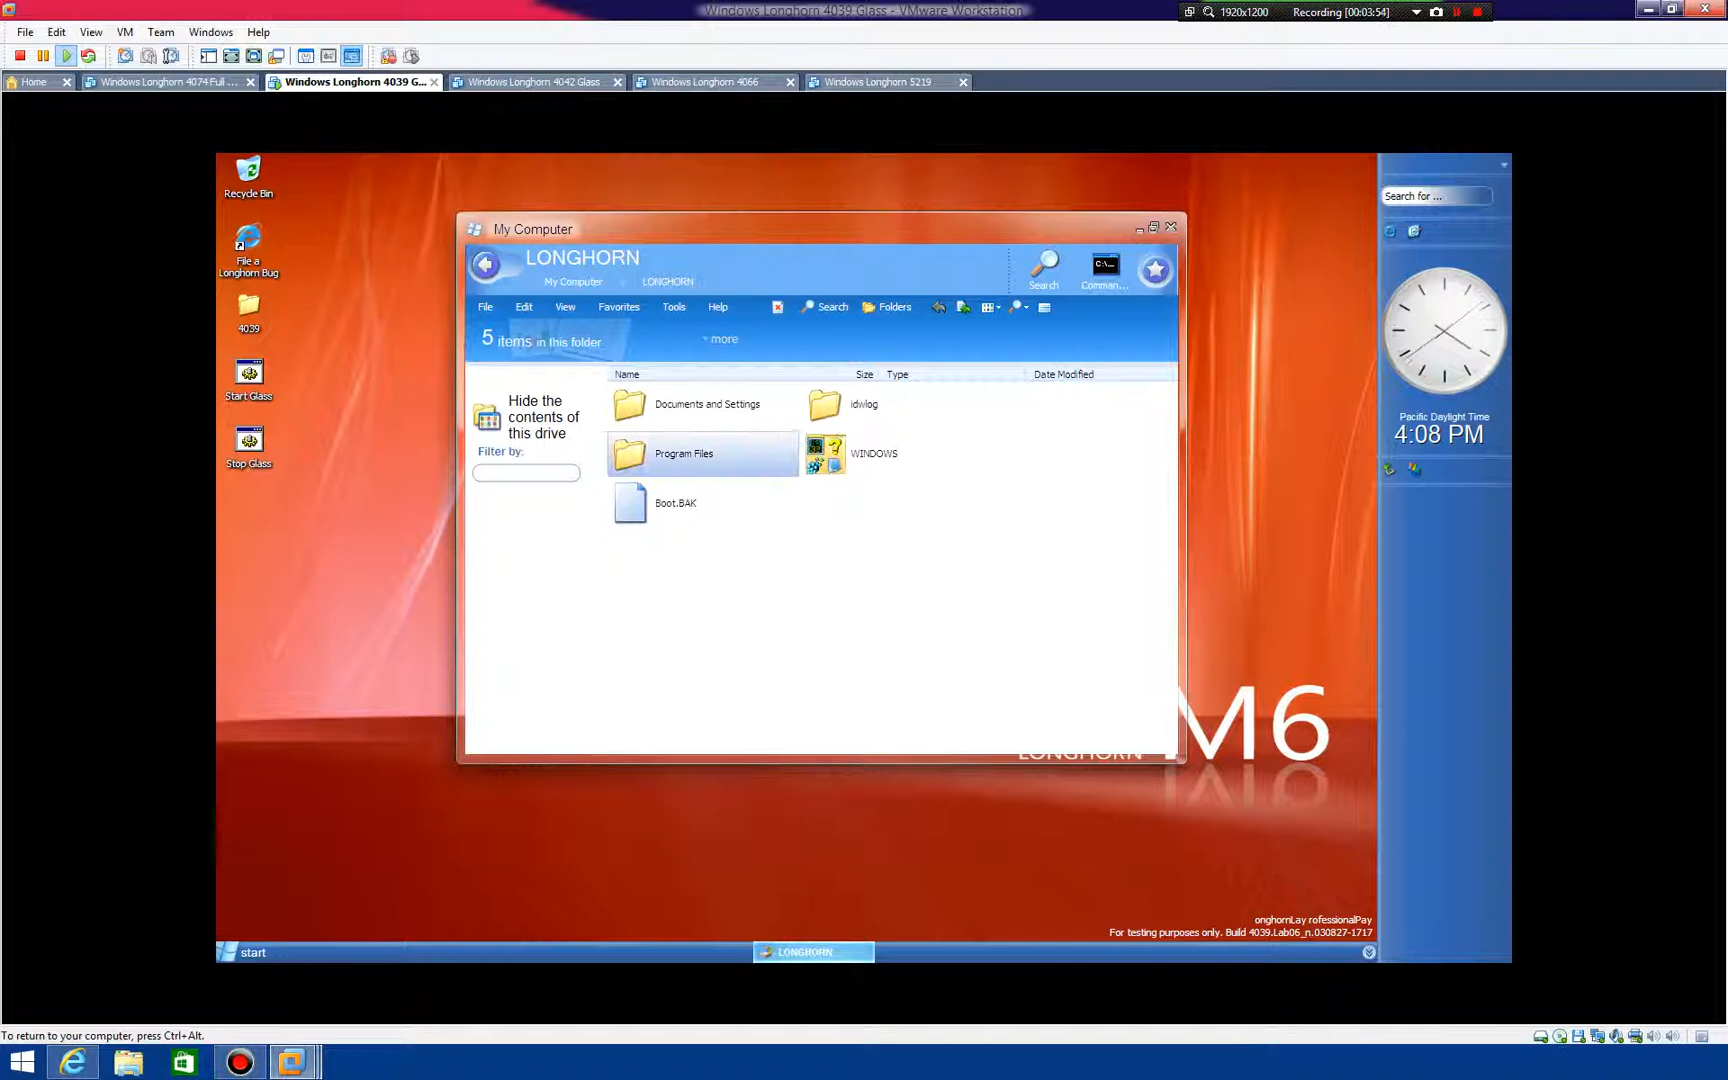 Windows Longhorn 4039 Glass - VMware Workstation
1920x1200
Recording [00:03:54]
File Edit View VM Team Windows Help
Home
Windows Longhorn 4074 Full ...
Windows Longhorn 4039 G...
Windows Longhorn 4042 Glass
Windows Longhorn 4066
Windows Longhorn 5219
Recycle Bin
File a
Longhorn Bug
4039
Start Glass
Stop Glass
My Computer
LONGHORN
My Computer LONGHORN
Search
C:\...
Comman...
File Edit View Favorites Tools Help
Search Folders
5 items in this folder
more
Name Size Type Date Modified
Hide the
contents of
this drive
Filter by:
Documents and Settings
idwlog
Program Files
WINDOWS
Boot.BAK
LONGHORN
M6
onghornLay rofessionalPay
For testing purposes only. Build 4039.Lab06_n.030827-1717
Search for ...
Pacific Daylight Time
4:08 PM
start
LONGHORN
To return to your computer, press Ctrl+Alt.